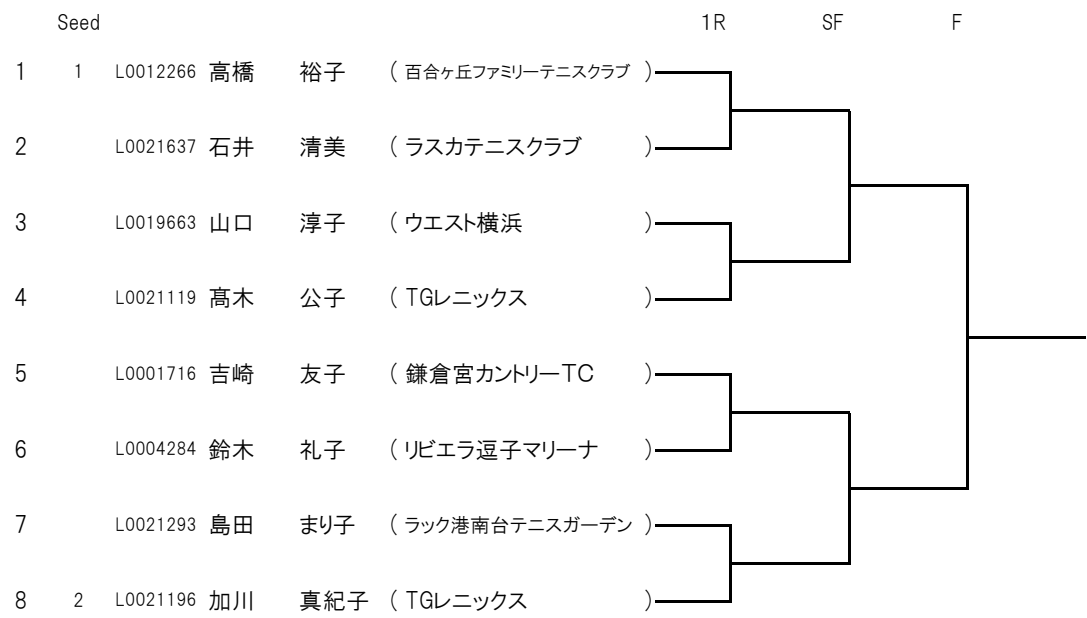 Seed 1R SF F
1 1 L0012266 高橋 裕子 ( 百合ヶ丘ファミリーテニスクラブ )
2 L0021637 石井 清美 ( ラスカテニスクラブ )
3 L0019663 山口 淳子 ( ウエスト横浜 )
4 L0021119 髙木 公子 ( TGレニックス )
5 L0001716 吉崎 友子 ( 鎌倉宮カントリーTC )
6 L0004284 鈴木 礼子 ( リビエラ逗子マリーナ )
7 L0021293 島田 まり子 ( ラック港南台テニスガーデン )
8 2 L0021196 加川 真紀子 ( TGレニックス )